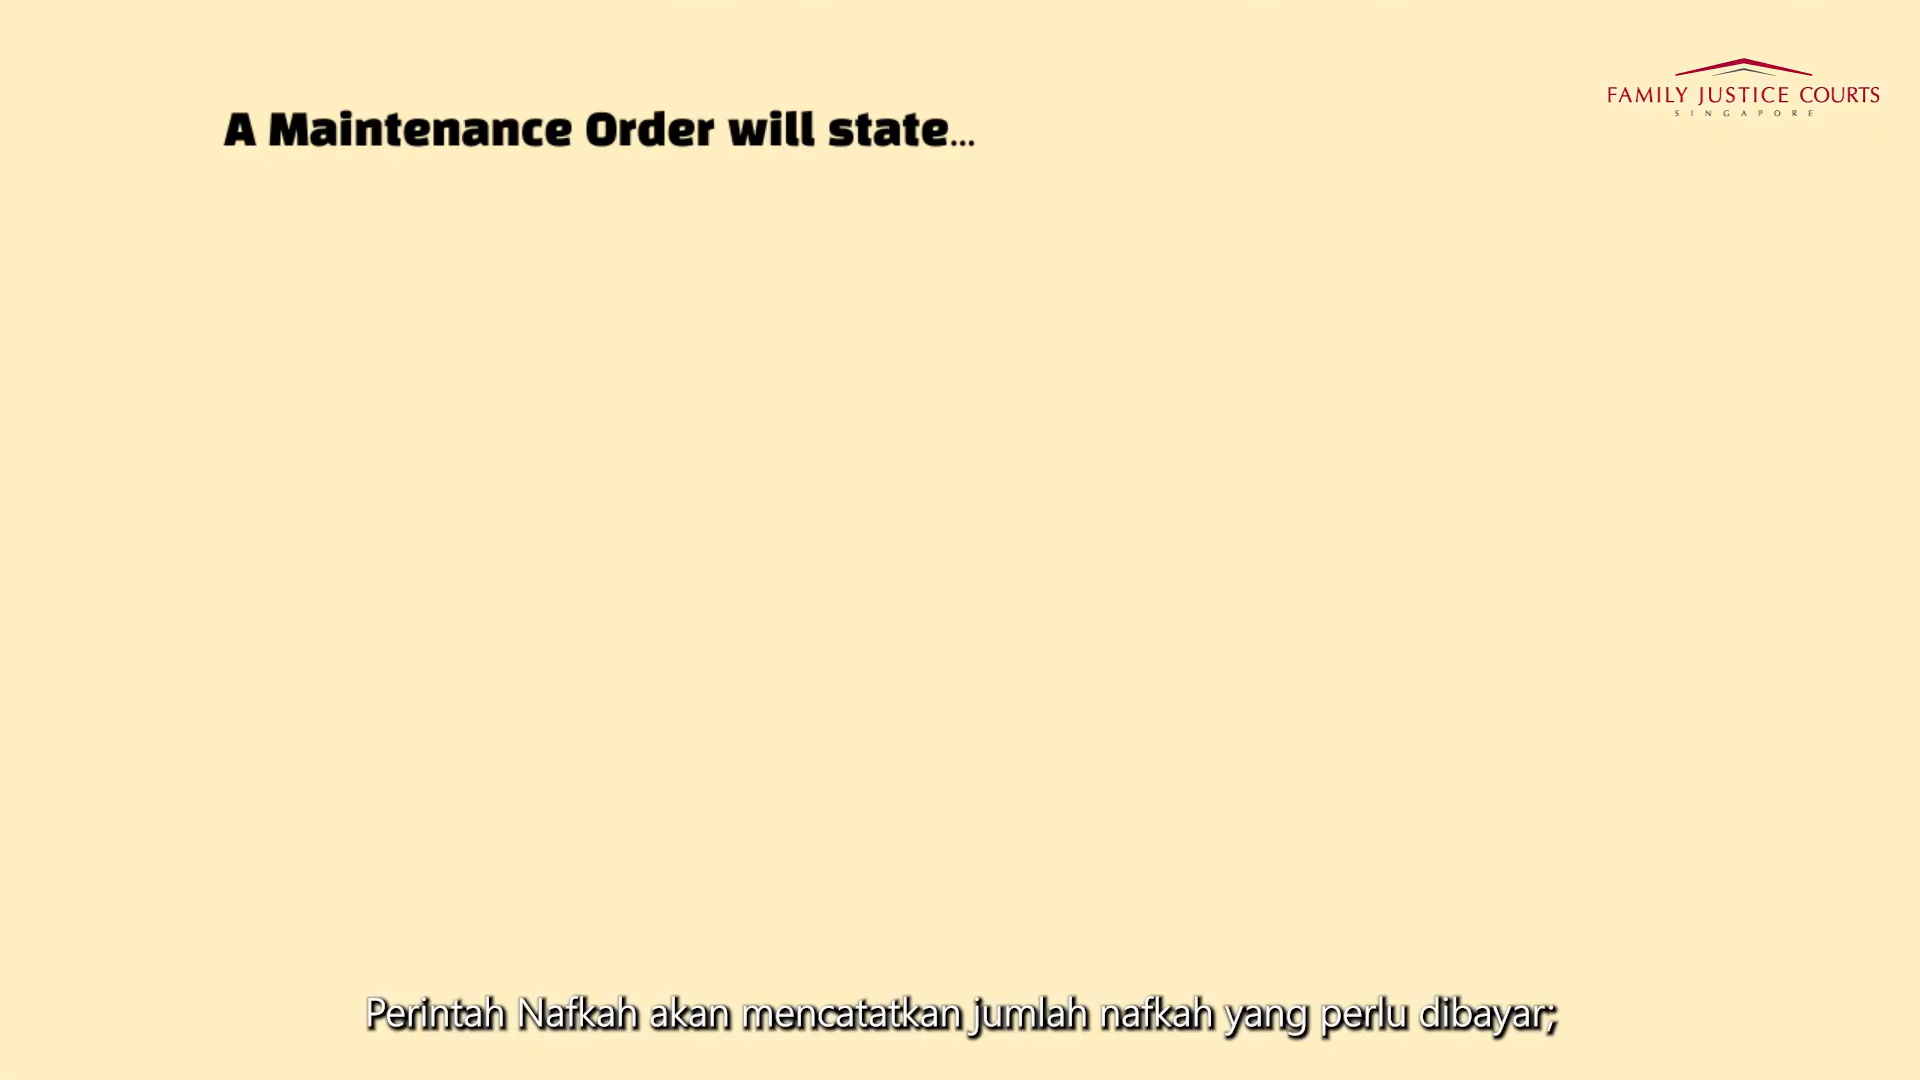 FAMILY JUSTICE COURTS
SINGAPORE
A Maintenance Order will state...
Perintah Nafkah akan mencatatkan jumlah nafkah yang perlu dibayar;